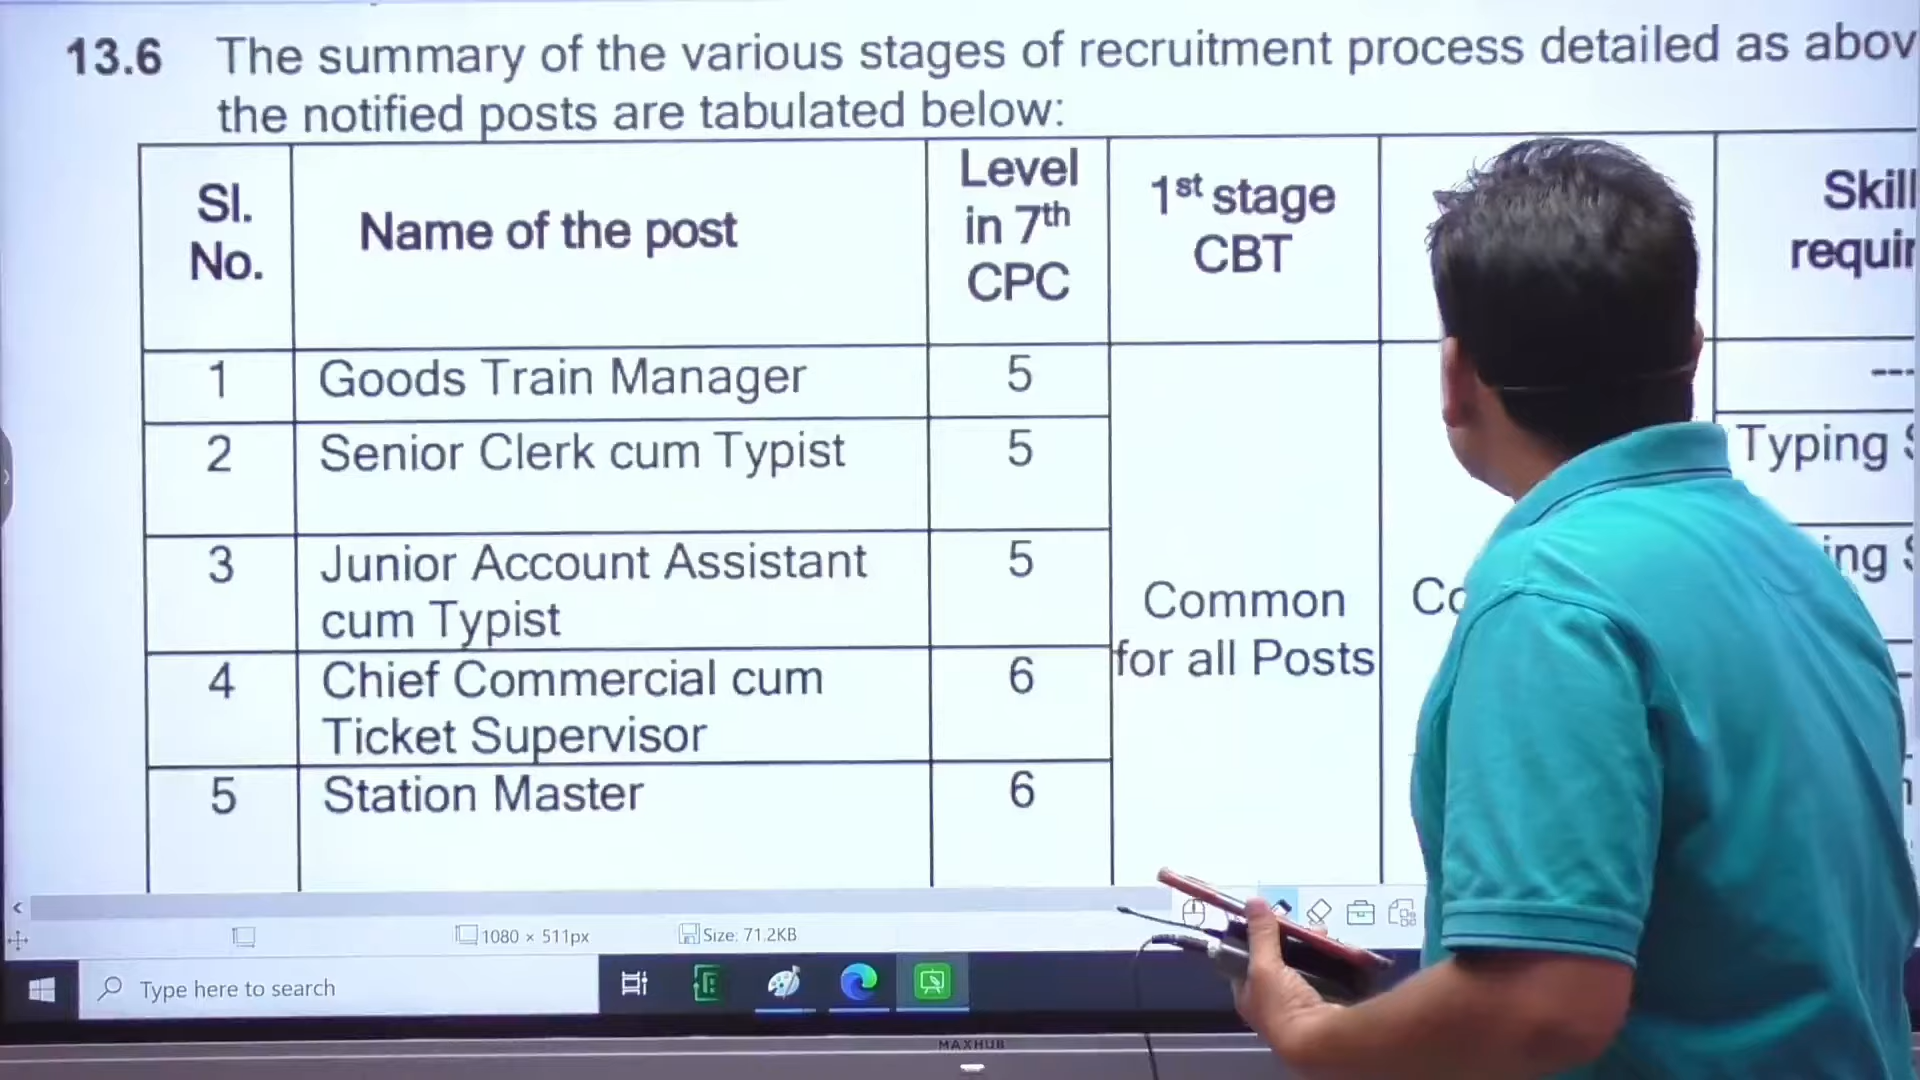 13.6 The summary of the various stages of recruitment process detailed as
the notified posts are tabulated below:
Sl. No.
Name of the post
Level in 7th CPC
1st stage CBT
Skill
1 Goods Train Manager 5 ---
2 Senior Clerk cum Typist 5 Typing
3 Junior Account Assistant 5
cum Typist
Common
for all Posts
4 Chief Commercial cum 6
Ticket Supervisor
5 Station Master 6
1080 × 511px Size: 71.2KB
Type here to search
MAXHUB